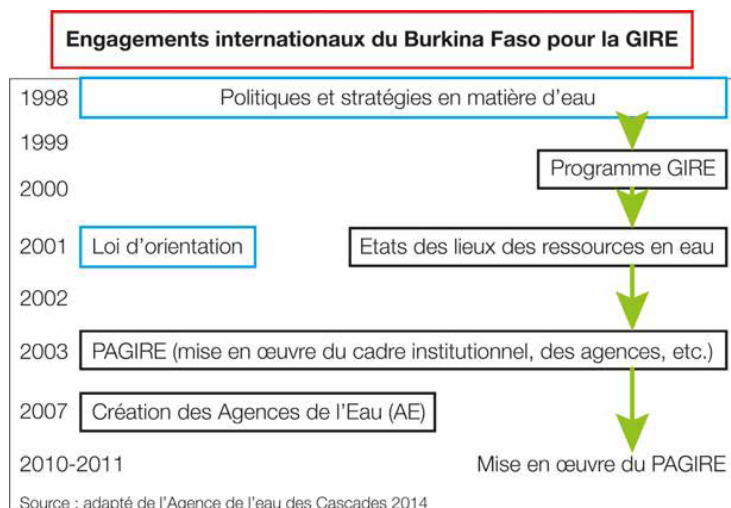 Engagements internationaux du Burkina Faso pour la GIRE
1998 Politiques et stratégies en matière d'eau
1999
Programme GIRE
2000
2001 Loi d'orientation Etats des lieux des ressources en eau
2002
2003 PAGIRE (mise en œuvre du cadre institutionnel, des agences, etc.)
2007 Création des Agences de l'Eau (AE)
2010-2011 Mise en œuvre du PAGIRE
Source : adapté de l'Agence de l'eau des Cascades 2014